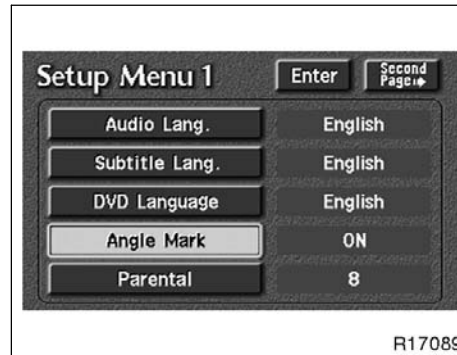 Setup Menu 1
Enter
Second
Page
Audio Lang. English
Subtitle Lang. English
DVD Language English
Angle Mark ON
Parental 8
R17089